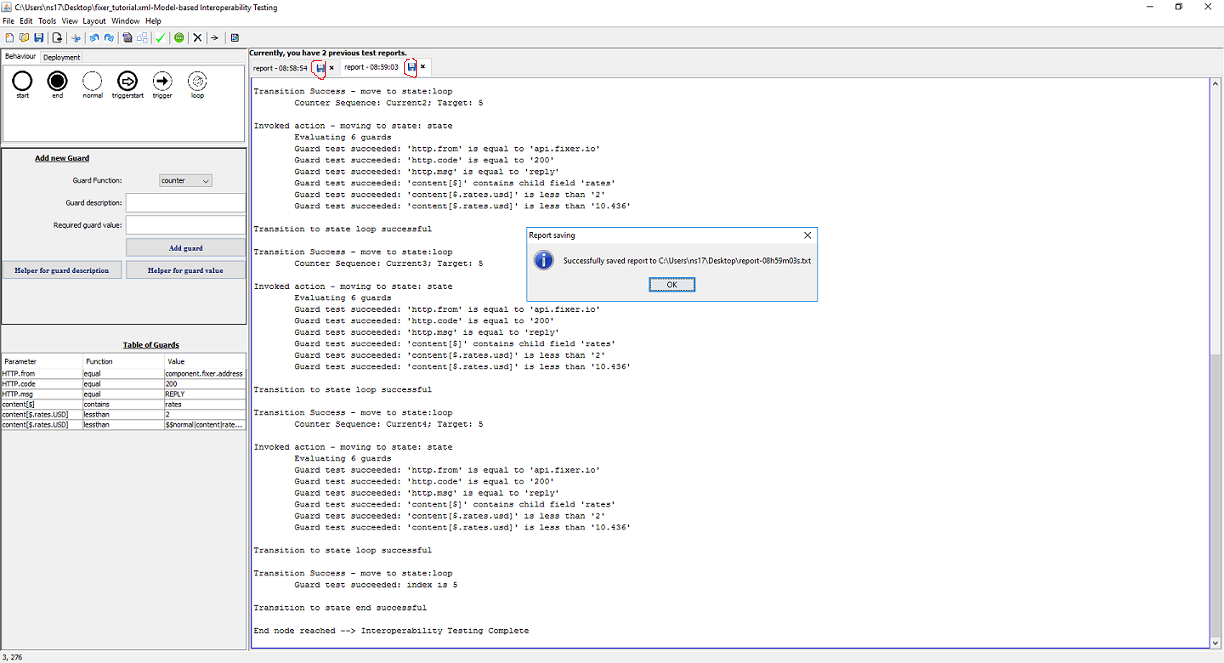 C:\Users\ns17\Desktop\fixer_tutorial.xml-Model-based Interoperability Testing
File Edit Tools View Layout Window Help
Behaviour Deployment
start end normal triggerstart trigger loop
Add new Guard
Guard Function: counter
Guard description:
Required guard value:
Add guard
Helper for guard description Helper for guard value
Table of Guards
Parameter Function Value
HTTP.from equal component.fixer.address
HTTP.code equal 200
HTTP.msg equal REPLY
content[$] contains rates
content[$.rates.USD] lessthan 2
content[$.rates.USD] lessthan $$normal|content|rate...
Currently, you have 2 previous test reports.
report - 08:58:54 report - 08:59:03
Transition Success - move to state:loop
Counter Sequence: Current2; Target: 5
Invoked action - moving to state: state
Evaluating 6 guards
Guard test succeeded: 'http.from' is equal to 'api.fixer.io'
Guard test succeeded: 'http.code' is equal to '200'
Guard test succeeded: 'http.msg' is equal to 'reply'
Guard test succeeded: 'content[$]' contains child field 'rates'
Guard test succeeded: 'content[$.rates.usd]' is less than '2'
Guard test succeeded: 'content[$.rates.usd]' is less than '10.436'
Transition to state loop successful
Transition Success - move to state:loop
Counter Sequence: Current3; Target: 5
Invoked action - moving to state: state
Evaluating 6 guards
Guard test succeeded: 'http.from' is equal to 'api.fixer.io'
Guard test succeeded: 'http.code' is equal to '200'
Guard test succeeded: 'http.msg' is equal to 'reply'
Guard test succeeded: 'content[$]' contains child field 'rates'
Guard test succeeded: 'content[$.rates.usd]' is less than '2'
Guard test succeeded: 'content[$.rates.usd]' is less than '10.436'
Transition to state loop successful
Transition Success - move to state:loop
Counter Sequence: Current4; Target: 5
Invoked action - moving to state: state
Evaluating 6 guards
Guard test succeeded: 'http.from' is equal to 'api.fixer.io'
Guard test succeeded: 'http.code' is equal to '200'
Guard test succeeded: 'http.msg' is equal to 'reply'
Guard test succeeded: 'content[$]' contains child field 'rates'
Guard test succeeded: 'content[$.rates.usd]' is less than '2'
Guard test succeeded: 'content[$.rates.usd]' is less than '10.436'
Transition to state loop successful
Transition Success - move to state:loop
Guard test succeeded: index is 5
Transition to state end successful
End node reached --> Interoperability Testing Complete
Report saving
Successfully saved report to C:\Users\ns17\Desktop\report-08h59m03s.txt
OK
3, 276